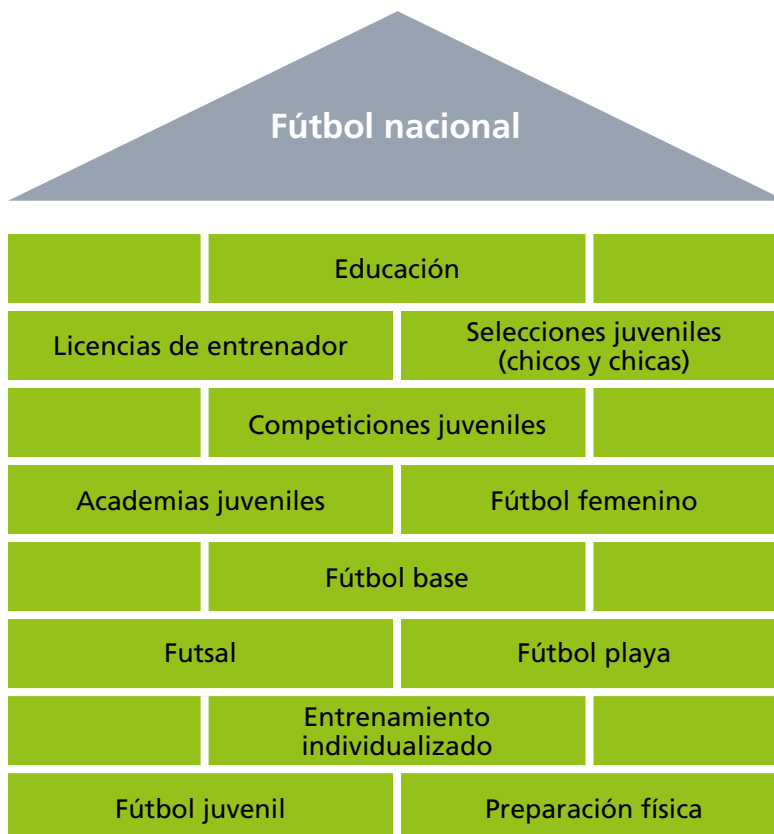 Fútbol nacional
Educación
Licencias de entrenador
Selecciones juveniles
(chicos y chicas)
Competiciones juveniles
Academias juveniles
Fútbol femenino
Fútbol base
Futsal
Fútbol playa
Entrenamiento
individualizado
Fútbol juvenil
Preparación física